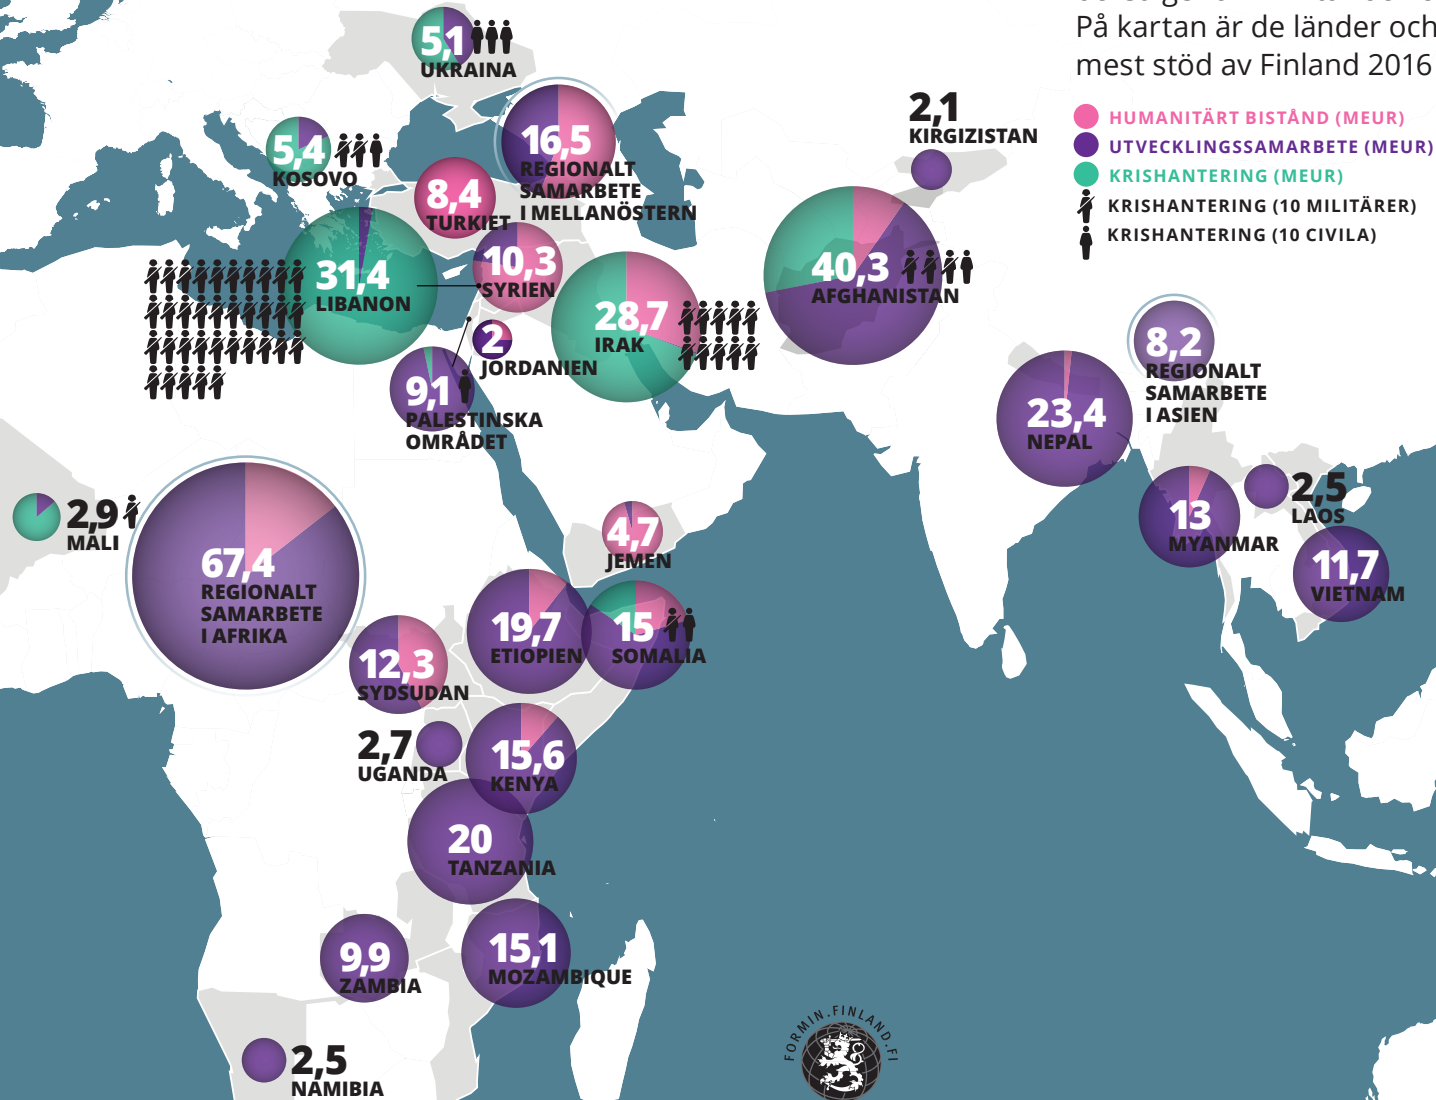 På kartan är de länder och
mest stöd av Finland 2016
HUMANITÄRT BISTÅND (MEUR)
UTVECKLINGSSAMARBETE (MEUR)
KRISHANTERING (MEUR)
KRISHANTERING (10 MILITÄRER)
KRISHANTERING (10 CIVILA)
5,1
UKRAINA
5,4
KOSOVO
16,5
REGIONALT
SAMARBETE
I MELLANÖSTERN
8,4
TURKIET
2,1
KIRGIZISTAN
31,4
LIBANON
10,3
SYRIEN
28,7
IRAK
40,3
AFGHANISTAN
2
JORDANIEN
9,1
PALESTINSKA
OMRÅDET
8,2
REGIONALT
SAMARBETE
I ASIEN
23,4
NEPAL
2,9
MALI
67,4
REGIONALT
SAMARBETE
I AFRIKA
4,7
JEMEN
13
MYANMAR
2,5
LAOS
11,7
VIETNAM
19,7
ETIOPIEN
15
SOMALIA
12,3
SYDSUDAN
2,7
UGANDA
15,6
KENYA
20
TANZANIA
9,9
ZAMBIA
15,1
MOZAMBIQUE
2,5
NAMIBIA
FORMIN.FINLAND.FI